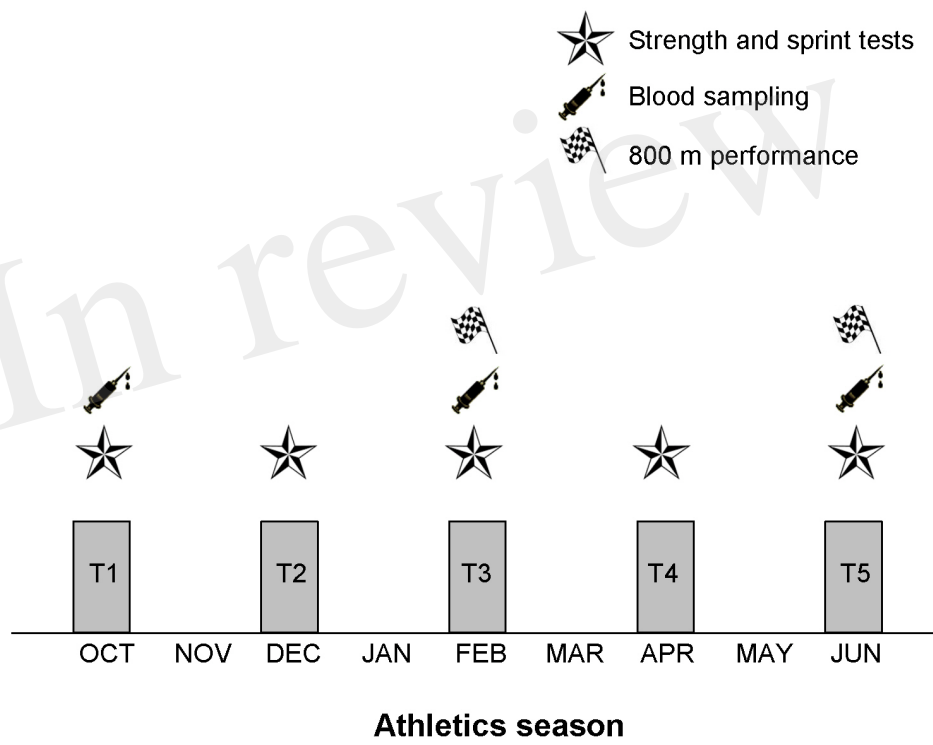 Strength and sprint tests
Blood sampling
800 m performance
In review
T1 T2 T3 T4 T5
OCT NOV DEC JAN FEB MAR APR MAY JUN
Athletics season